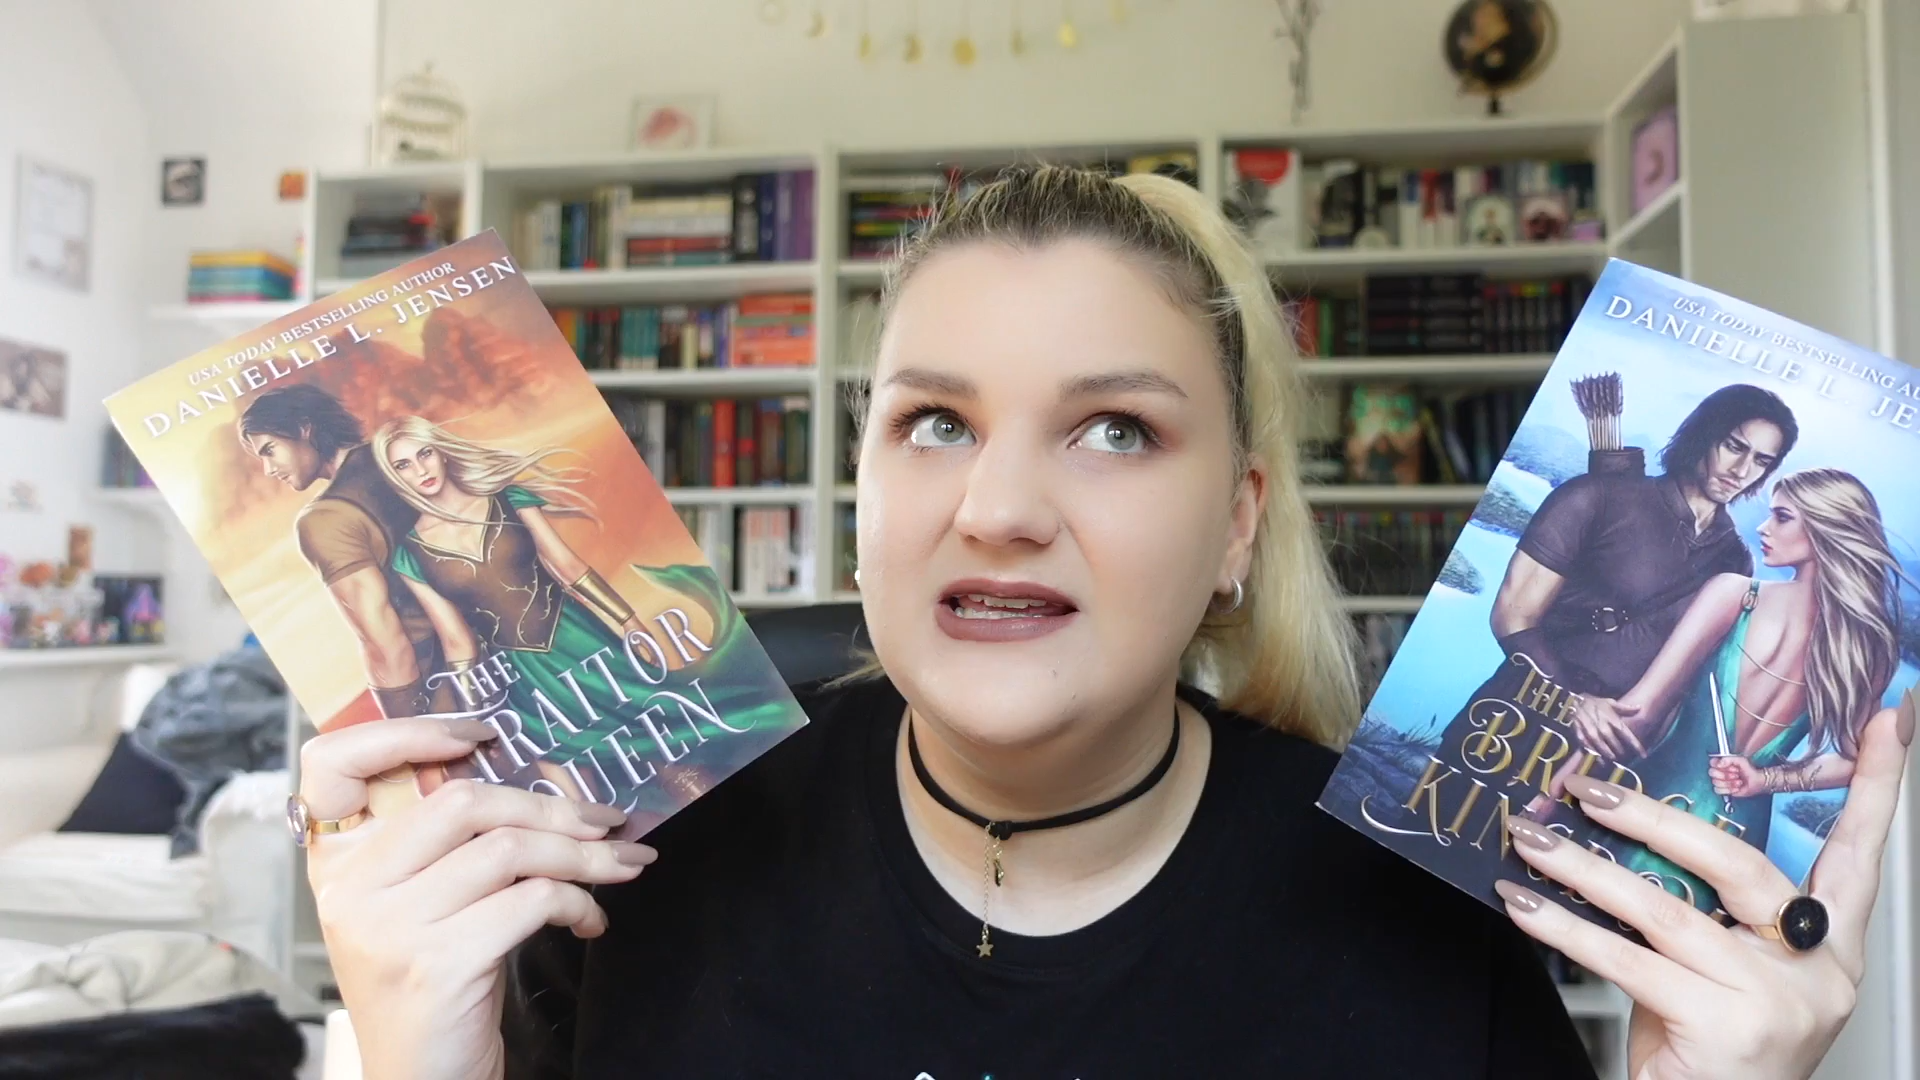 USA TODAY BESTSELLING AUTHOR
DANIELLE L. JENSEN
THE
TRAITOR
QUEEN
USA TODAY BESTSELLING AU
DANIELLE L. JE
THE
BRIDGE
KIN